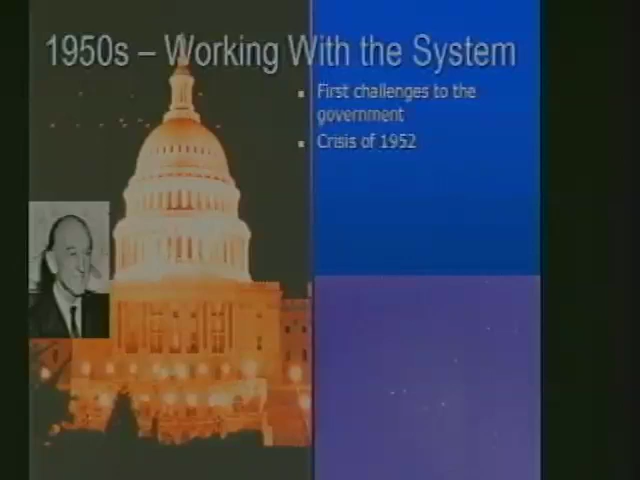 1950s – Working With the System
First challenges to the
government
Crisis of 1952